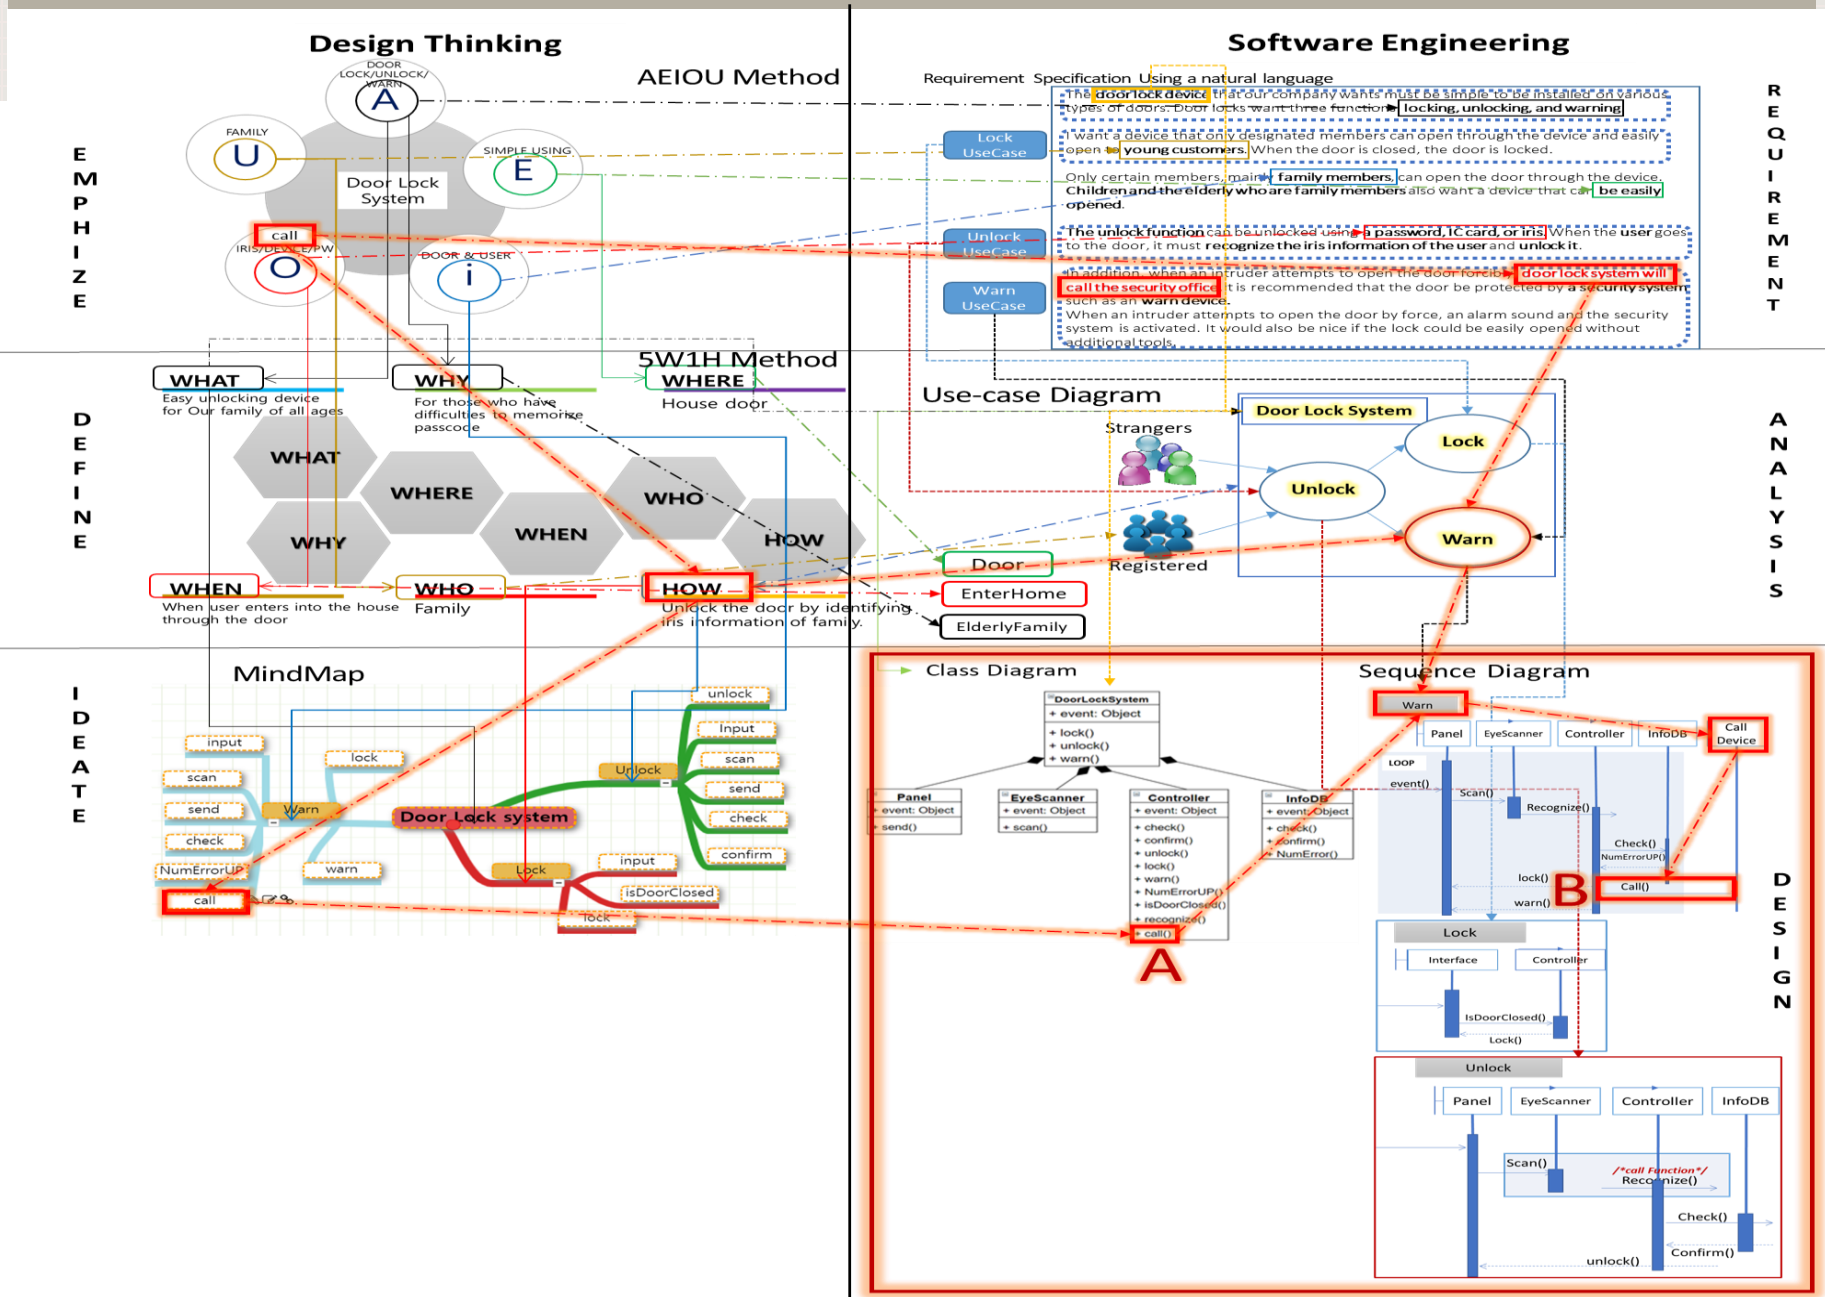 Design Thinking
Software Engineering
EMPHIZE
DEFINE
IDEATE
REQUIREMENT
ANALYSIS
DESIGN
AEIOU Method
DOOR
LOCK/UNLOCK/
WARN
A
FAMILY
U
SIMPLE USING
E
Door Lock
System
call
IRIS/DEVICE/PW
O
DOOR & USER
i
Requirement Specification Using a natural language
The door lock device that our company wants must be simple to be installed on various
types of doors. Door locks want three functions locking, unlocking, and warning
Lock
UseCase
I want a device that only designated members can open through the device and easily
open to young customers. When the door is closed, the door is locked.
Only certain members, mainly family members, can open the door through the device.
Children and the elderly who are family members also want a device that can be easily
opened.
Unlock
UseCase
The unlock function can be unlocked using a password, IC card, or iris. When the user goes
to the door, it must recognize the iris information of the user and unlock it.
Warn
UseCase
In addition, when an intruder attempts to open the door forcibly, door lock system will
call the security office. It is recommended that the door be protected by a security system
such as an warn device.
When an intruder attempts to open the door by force, an alarm sound and the security
system is activated. It would also be nice if the lock could be easily opened without
additional tools.
5W1H Method
WHAT
Easy unlocking device
for Our family of all ages
WHY
For those who have
difficulties to memorize
passcode
WHERE
House door
WHAT
WHERE
WHO
WHY
WHEN
HOW
WHEN
When user enters into the house
through the door
WHO
Family
HOW
Unlock the door by identifying
iris information of family.
Use-case Diagram
Door Lock System
Strangers
Registered
Lock
Unlock
Warn
Door
EnterHome
ElderlyFamily
MindMap
input
scan
send
check
NumErrorUP
call
lock
Warn
warn
Door Lock system
Unlock
unlock
Input
scan
send
check
confirm
Lock
input
isDoorClosed
lock
Class Diagram
DoorLockSystem
+ event: Object
+ lock()
+ unlock()
+ warn()
Panel
+ event: Object
+ send()
EyeScanner
+ event: Object
+ scan()
Controller
+ event: Object
+ check()
+ confirm()
+ unlock()
+ lock()
+ warn()
+ NumErrorUP()
+ isDoorClosed()
+ recognize()
+ call()
InfoDB
+ event: Object
+ check()
+ confirm()
+ NumError()
A
Sequence Diagram
Warn
Panel
EyeScanner
Controller
InfoDB
Call
Device
LOOP
event()
Scan()
Recognize()
Check()
NumErrorUP()
lock()
B
Call()
warn()
Lock
Interface
Controller
IsDoorClosed()
Lock()
Unlock
Panel
EyeScanner
Controller
InfoDB
Scan()
/*call Function*/
Recognize()
Check()
Confirm()
unlock()